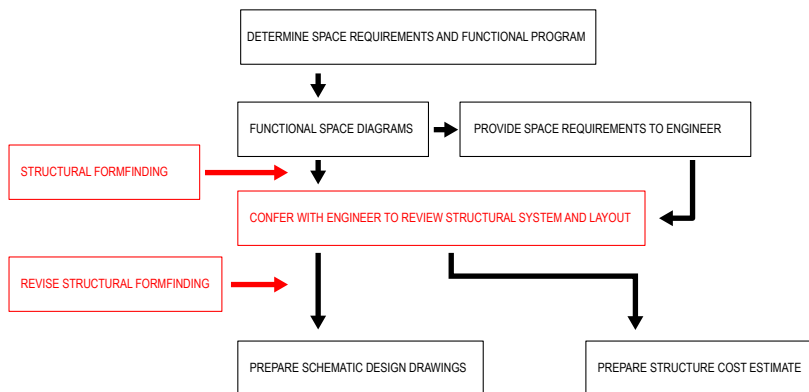 DETERMINE SPACE REQUIREMENTS AND FUNCTIONAL PROGRAM
FUNCTIONAL SPACE DIAGRAMS
PROVIDE SPACE REQUIREMENTS TO ENGINEER
STRUCTURAL FORMFINDING
CONFER WITH ENGINEER TO REVIEW STRUCTURAL SYSTEM AND LAYOUT
REVISE STRUCTURAL FORMFINDING
PREPARE SCHEMATIC DESIGN DRAWINGS
PREPARE STRUCTURE COST ESTIMATE